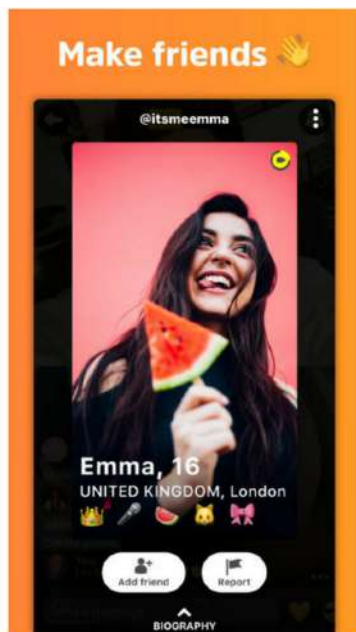 Make friends 👋
@itsmeemma
Emma, 16
UNITED KINGDOM, London
Add friend
Report
BIOGRAPHY